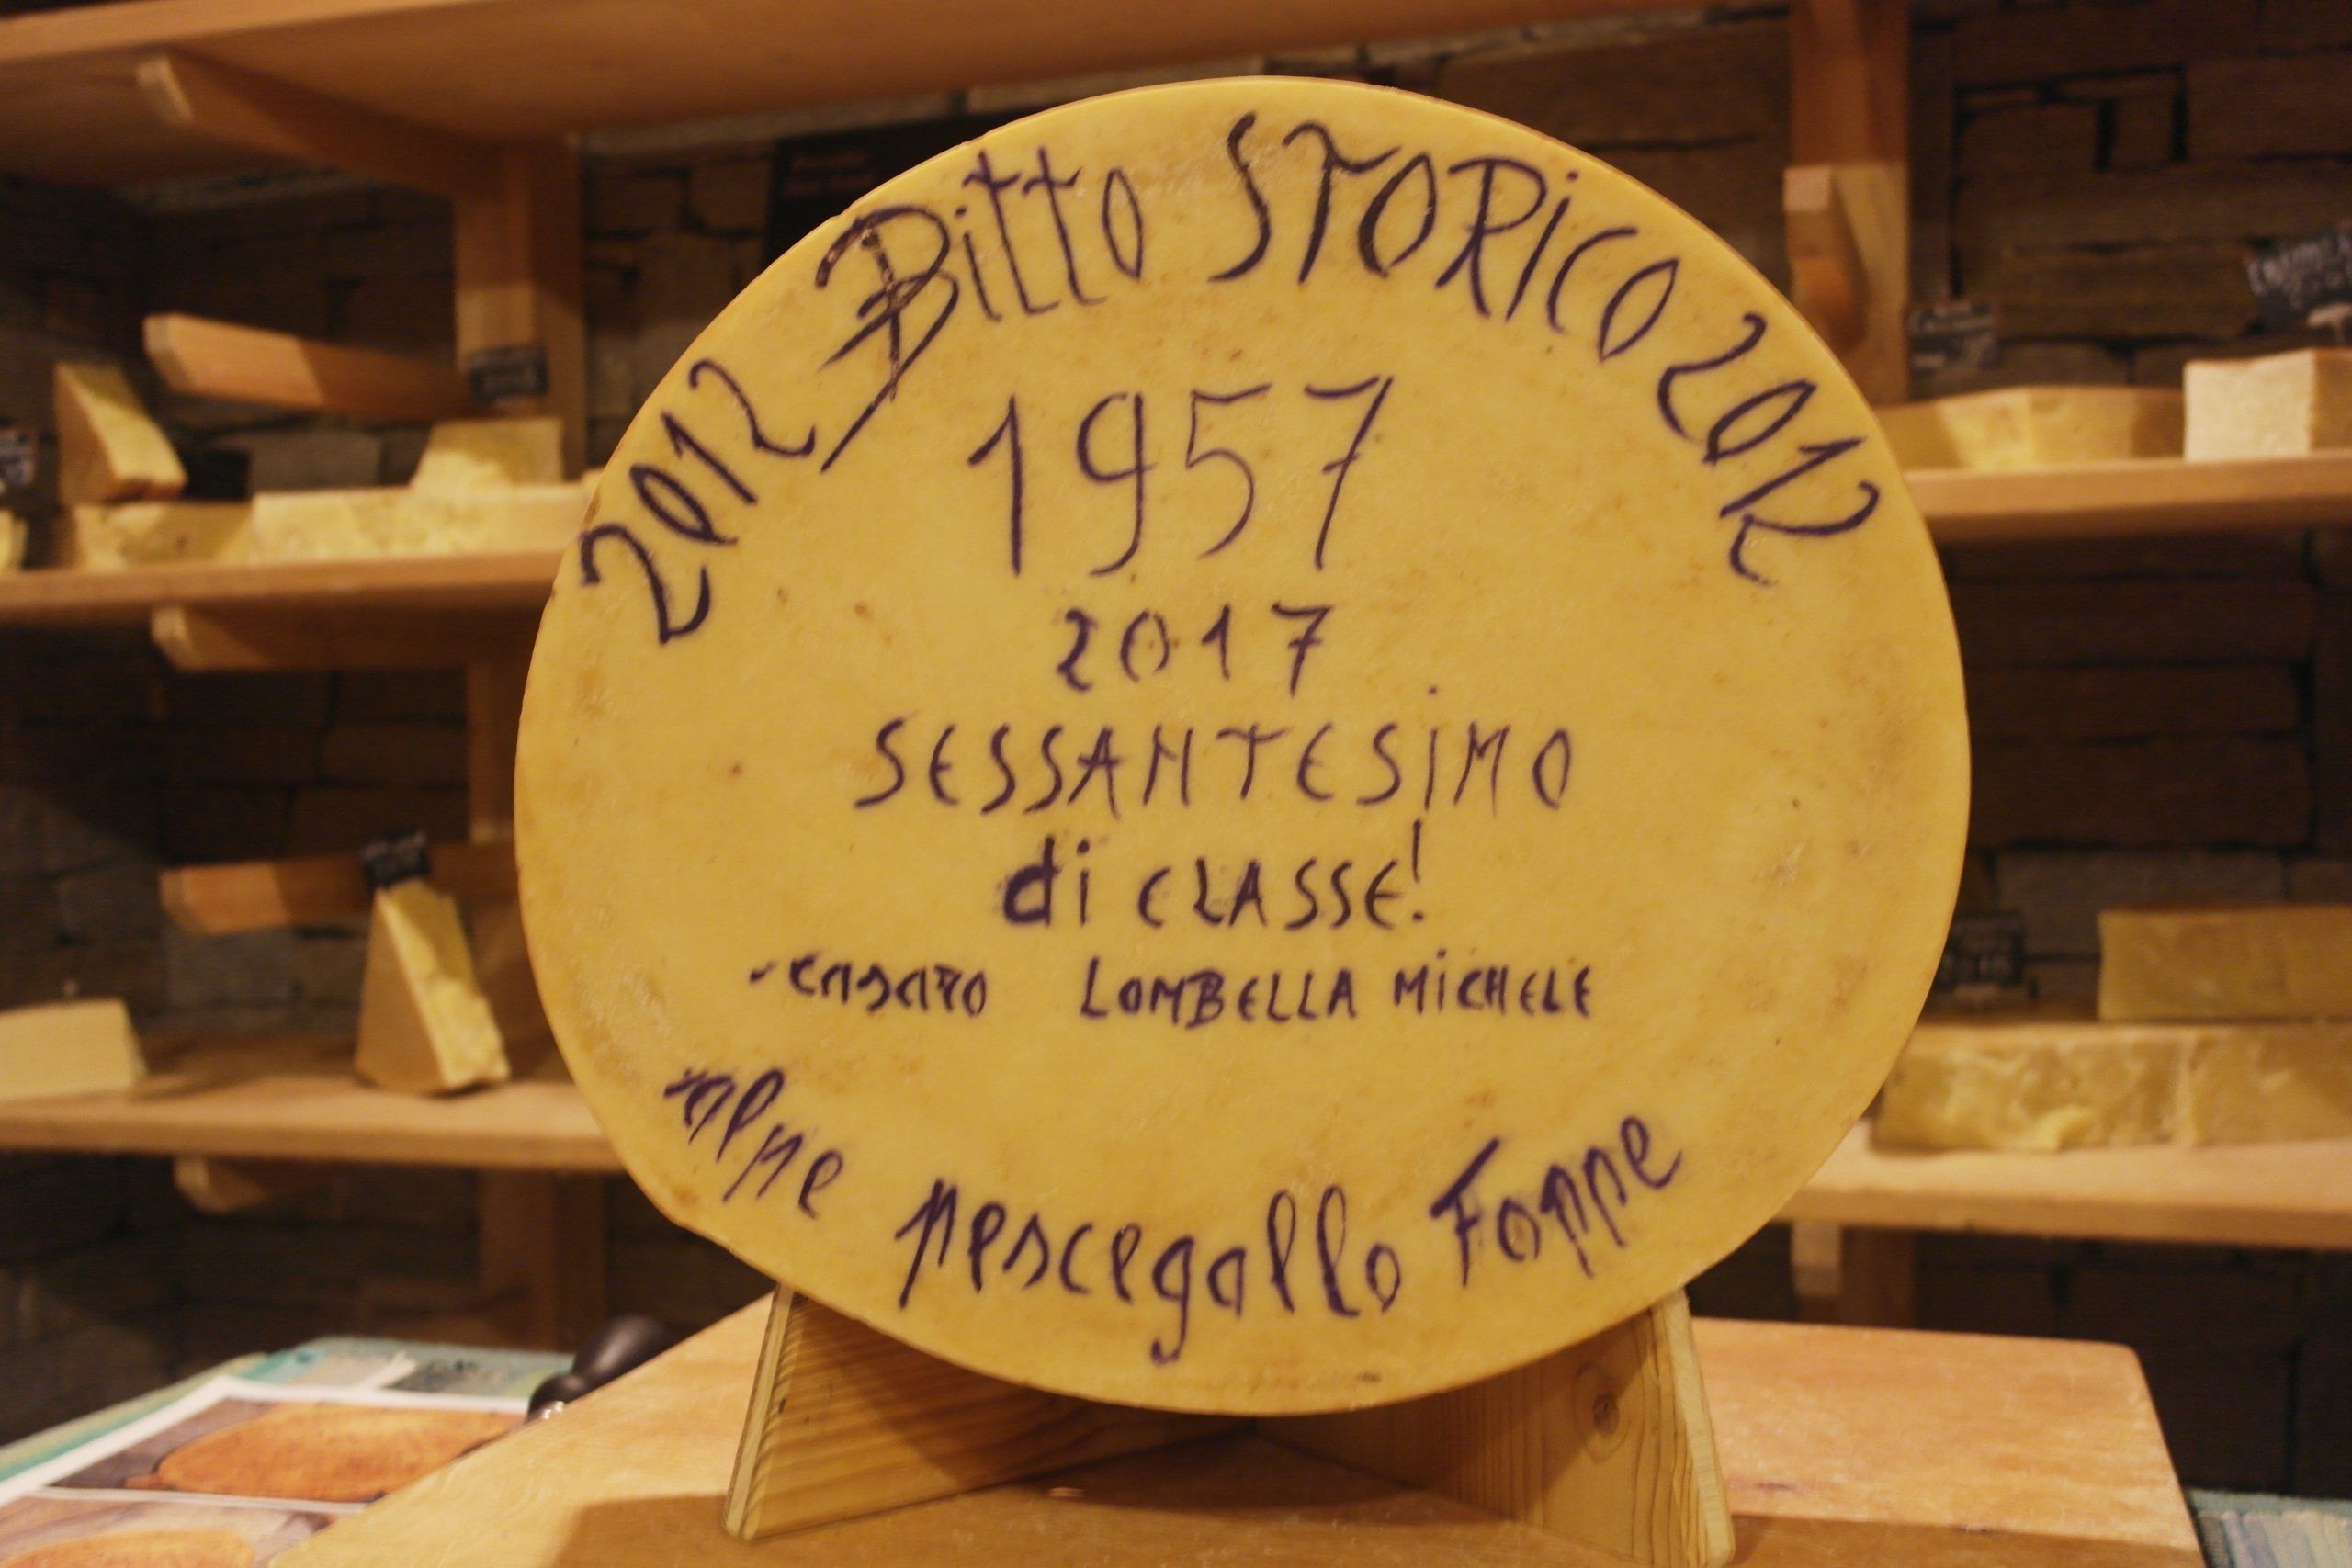 2012 Bitto STORiCO 2012
1957
2017
SESSANTESiMO
di CLASSE!
-CASARO LOMBELLA MiCHELE
alpe pescegallo Foppe